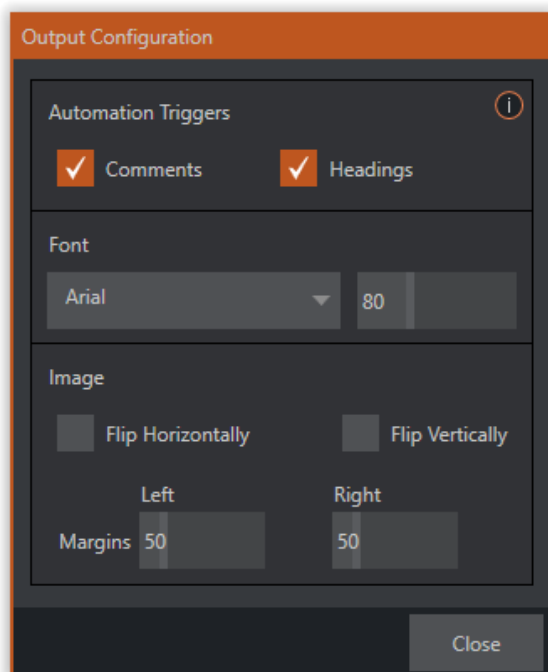 Output Configuration
Automation Triggers
i
Comments Headings
Font
Arial 80
Image
Flip Horizontally Flip Vertically
Left Right
Margins 50 50
Close